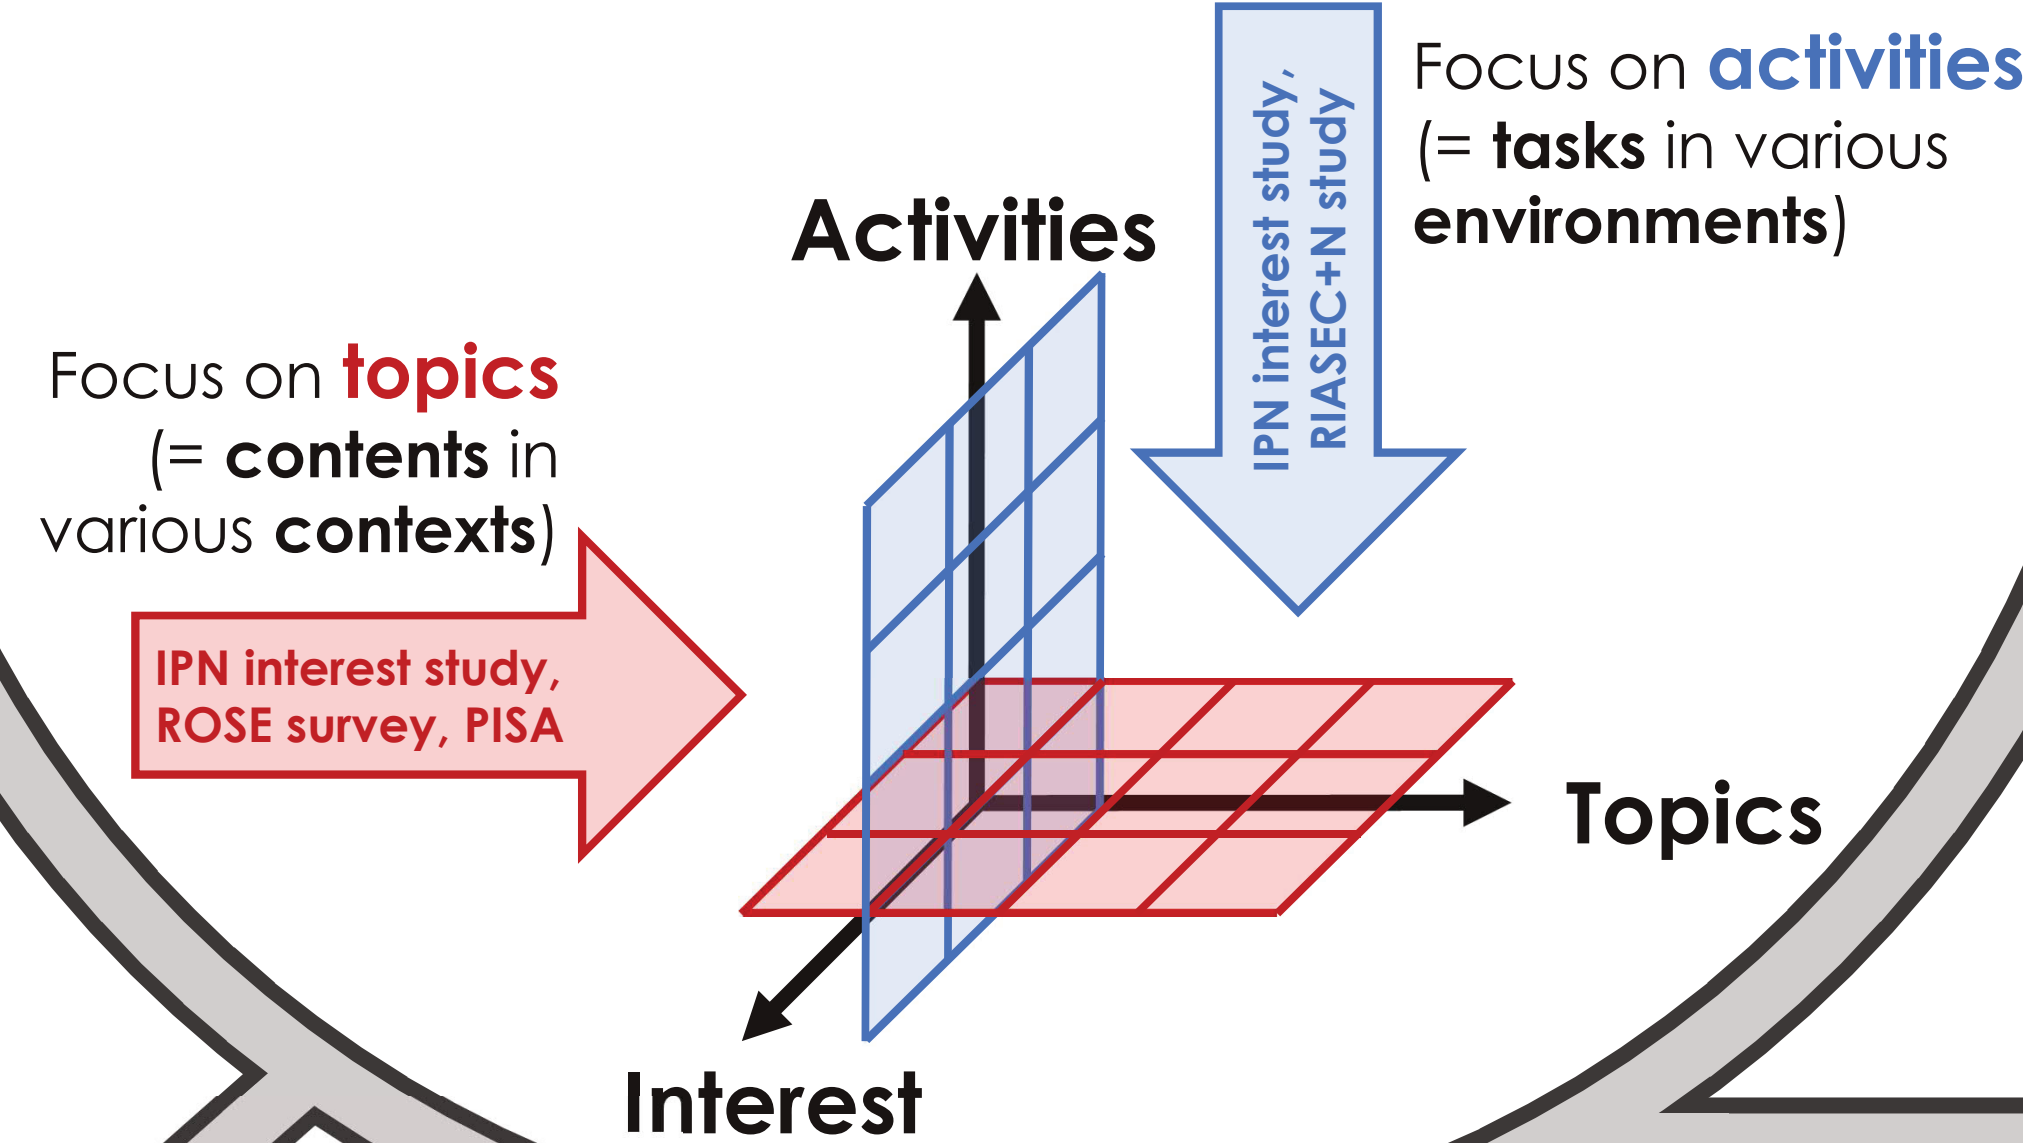 Focus on activities
(= tasks in various
environments)
IPN interest study,
RIASEC+N study
Activities
Focus on topics
(= contents in
various contexts)
IPN interest study,
ROSE survey, PISA
Topics
Interest